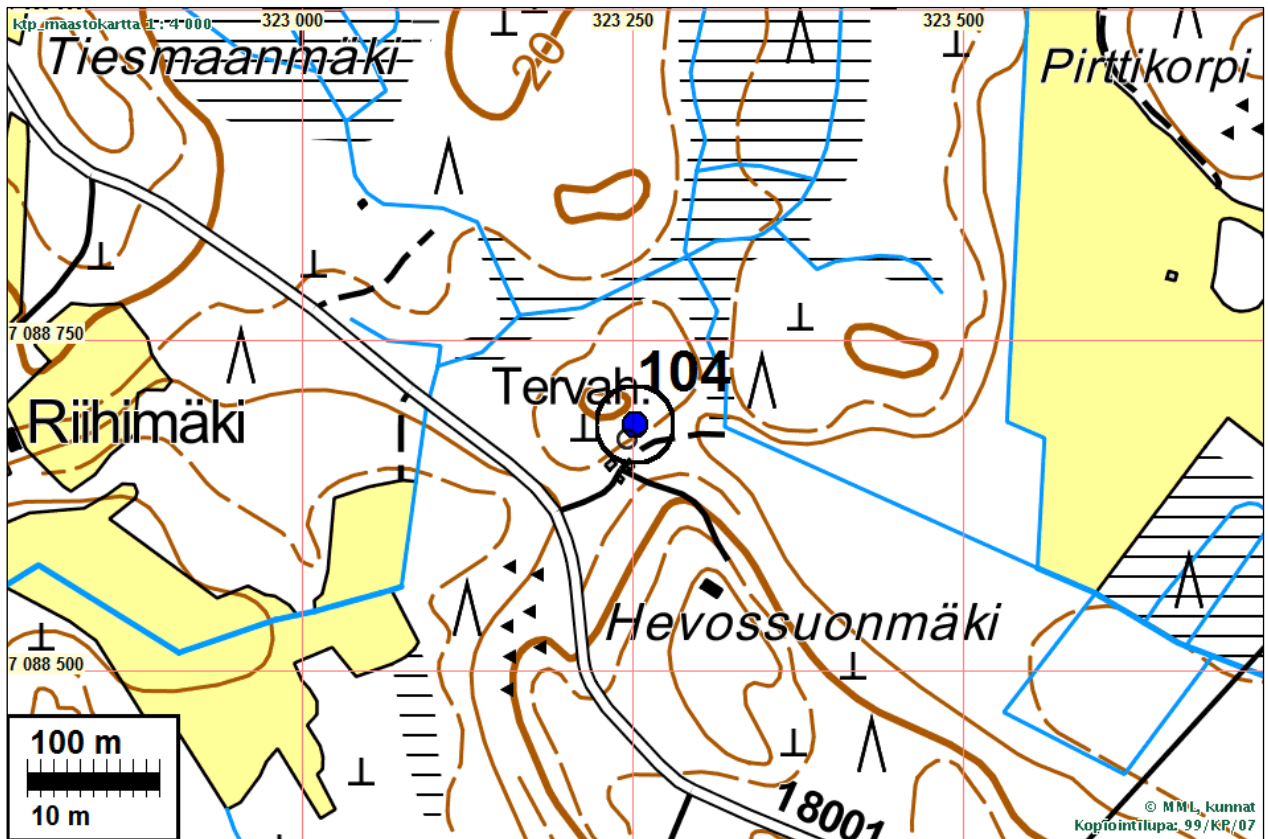 ktp_maastokartta 1 : 4 000
323 000
323 250
323 500
Tiesmaanmäki
20
Pirttikorpi
7 088 750
Tervah.
104
Riihimäki
Hevossuonmäki
7 088 500
100 m
10 m
18001
© MML, kunnat
Kopiointilupa: 99/KP/07